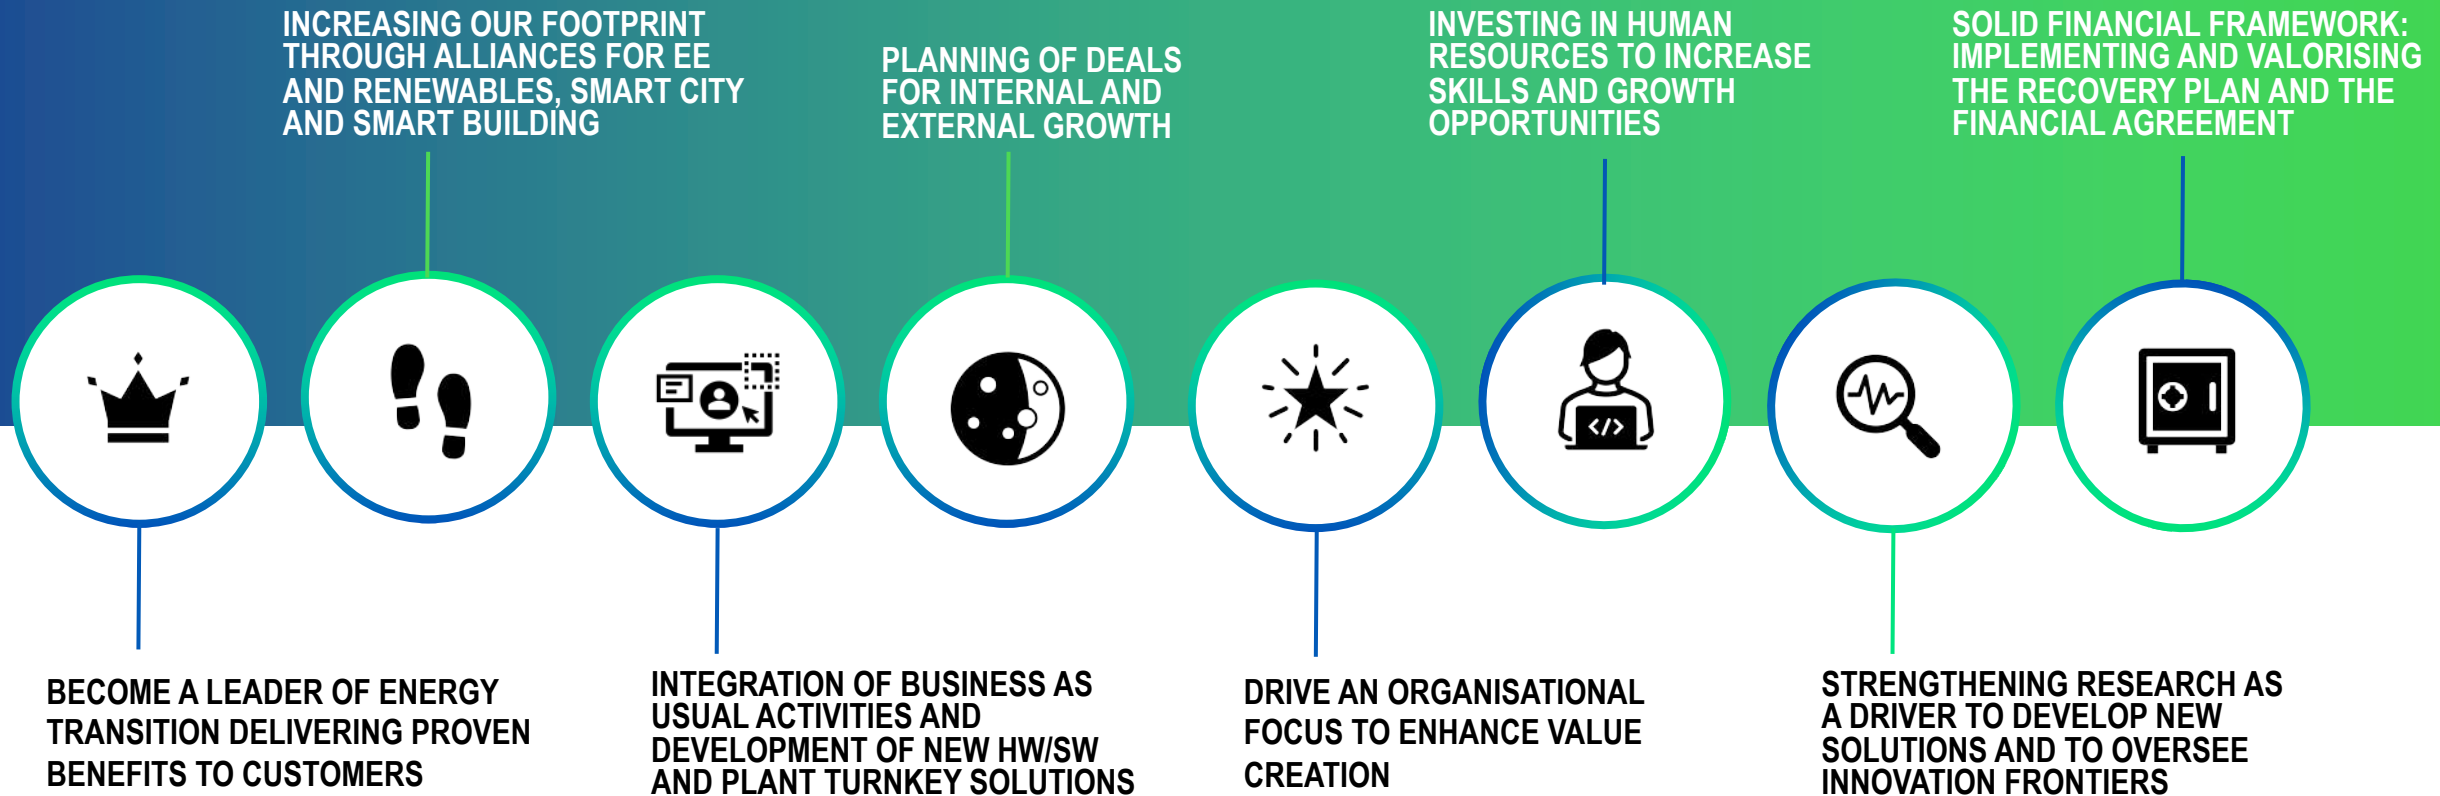 INCREASING OUR FOOTPRINT
THROUGH ALLIANCES FOR EE
AND RENEWABLES, SMART CITY
AND SMART BUILDING
PLANNING OF DEALS
FOR INTERNAL AND
EXTERNAL GROWTH
INVESTING IN HUMAN
RESOURCES TO INCREASE
SKILLS AND GROWTH
OPPORTUNITIES
SOLID FINANCIAL FRAMEWORK:
IMPLEMENTING AND VALORISING
THE RECOVERY PLAN AND THE
FINANCIAL AGREEMENT
</>
BECOME A LEADER OF ENERGY
TRANSITION DELIVERING PROVEN
BENEFITS TO CUSTOMERS
INTEGRATION OF BUSINESS AS
USUAL ACTIVITIES AND
DEVELOPMENT OF NEW HW/SW
AND PLANT TURNKEY SOLUTIONS
DRIVE AN ORGANISATIONAL
FOCUS TO ENHANCE VALUE
CREATION
STRENGTHENING RESEARCH AS
A DRIVER TO DEVELOP NEW
SOLUTIONS AND TO OVERSEE
INNOVATION FRONTIERS